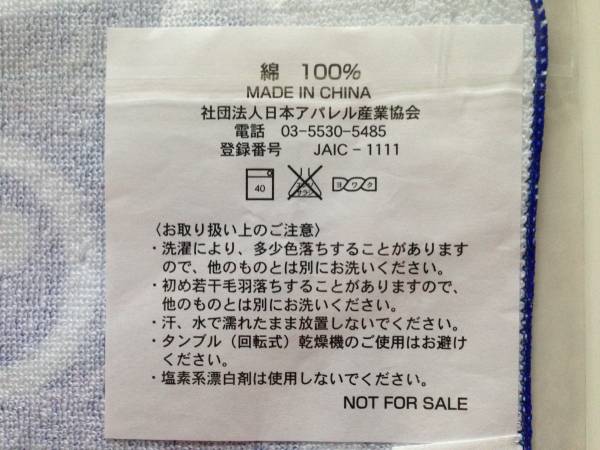 綿 100%
MADE IN CHINA
社団法人日本アパレル産業協会
電話 03-5530-5485
登録番号 JAIC-1111
40 エンソ サラシ ヨワク
〈お取り扱い上のご注意〉
・洗濯により、多少色落ちすることがあります
ので、他のものとは別にお洗いください。
・初め若干毛羽落ちすることがありますので、
他のものとは別にお洗いください。
・汗、水で濡れたまま放置しないでください。
・タンブル（回転式）乾燥機のご使用はお避け
ください。
・塩素系漂白剤は使用しないでください。
NOT FOR SALE